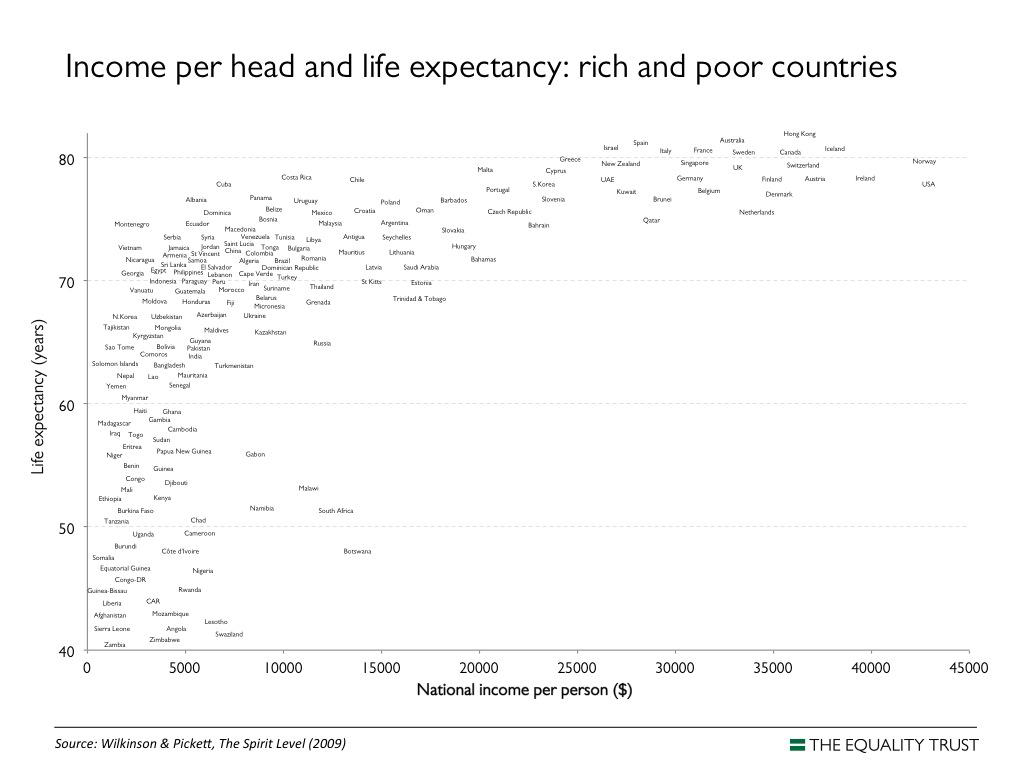 Income per head and life expectancy: rich and poor countries
Life expectancy (years)
80
70
60
50
40
Hong Kong
Australia
Spain
Israel
Italy
France
Sweden
Canada
Iceland
Greece
New Zealand
Singapore
UK
Switzerland
Norway
Malta
Cyprus
Costa Rica
Chile
UAE
Germany
Finland
Austria
Ireland
Cuba
S.Korea
USA
Portugal
Kuwait
Belgium
Denmark
Albania
Panama
Uruguay
Poland
Barbados
Slovenia
Brunei
Dominica
Belize
Mexico
Croatia
Oman
Czech Republic
Netherlands
Montenegro
Ecuador
Bosnia
Malaysia
Argentina
Bahrain
Qatar
Macedonia
Slovakia
Serbia
Syria
Venezuela
Tunisia
Libya
Antigua
Seychelles
Vietnam
Jamaica
Jordan
Saint Lucia
Tonga
Bulgaria
Hungary
Armenia
St Vincent
China
Colombia
Mauritius
Lithuania
Nicaragua
Samoa
Algeria
Brazil
Romania
Bahamas
Sri Lanka
Georgia
Egypt
Philippines
El Salvador
Lebanon
Cape Verde
Dominican Republic
Latvia
Saudi Arabia
Indonesia
Paraguay
Peru
Iran
Turkey
St Kitts
Estonia
Vanuatu
Guatemala
Morocco
Suriname
Thailand
Moldova
Honduras
Fiji
Belarus
Micronesia
Grenada
Trinidad & Tobago
N.Korea
Uzbekistan
Azerbaijan
Ukraine
Tajikistan
Mongolia
Maldives
Kazakhstan
Kyrgyzstan
Guyana
Sao Tome
Bolivia
Pakistan
Russia
Comoros
India
Solomon Islands
Bangladesh
Turkmenistan
Nepal
Lao
Mauritania
Yemen
Senegal
Myanmar
Haiti
Ghana
Madagascar
Gambia
Iraq
Togo
Cambodia
Sudan
Eritrea
Niger
Papua New Guinea
Gabon
Benin
Guinea
Congo
Djibouti
Mali
Malawi
Ethiopia
Kenya
Burkina Faso
Namibia
South Africa
Tanzania
Chad
Uganda
Cameroon
Burundi
Côte d'Ivoire
Botswana
Somalia
Equatorial Guinea
Nigeria
Congo-DR
Guinea-Bissau
Rwanda
Liberia
CAR
Afghanistan
Mozambique
Lesotho
Sierra Leone
Angola
Swaziland
Zambia
Zimbabwe
0 5000 10000 15000 20000 25000 30000 35000 40000 45000
National income per person ($)
Source: Wilkinson & Pickett, The Spirit Level (2009)
THE EQUALITY TRUST